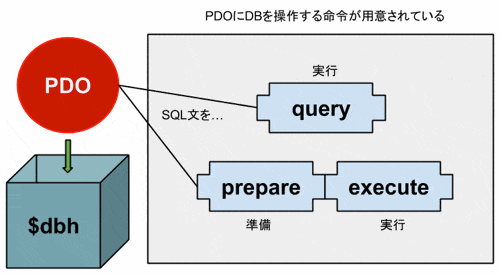 PDOにDBを操作する命令が用意されている
PDO
SQL文を...
実行
query
prepare
execute
準備
実行
$dbh